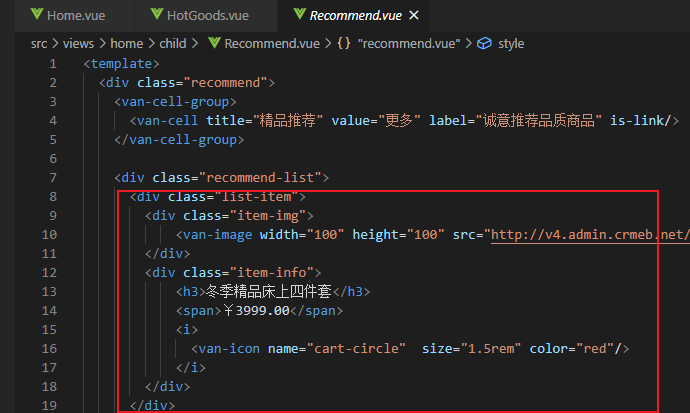 Home.vue HotGoods.vue Recommend.vue ×
src > views > home > child > Recommend.vue > {} "recommend.vue" > style
1 <template>
2 <div class="recommend">
3 <van-cell-group>
4 <van-cell title="精品推荐" value="更多" label="诚意推荐品质商品" is-link/>
5 </van-cell-group>
6
7 <div class="recommend-list">
8 <div class="list-item">
9 <div class="item-img">
10 <van-image width="100" height="100" src="http://v4.admin.crmeb.net/
11 </div>
12 <div class="item-info">
13 <h3>冬季精品床上四件套</h3>
14 <span>￥3999.00</span>
15 <i>
16 <van-icon name="cart-circle"  size="1.5rem" color="red"/>
17 </i>
18 </div>
19 </div>